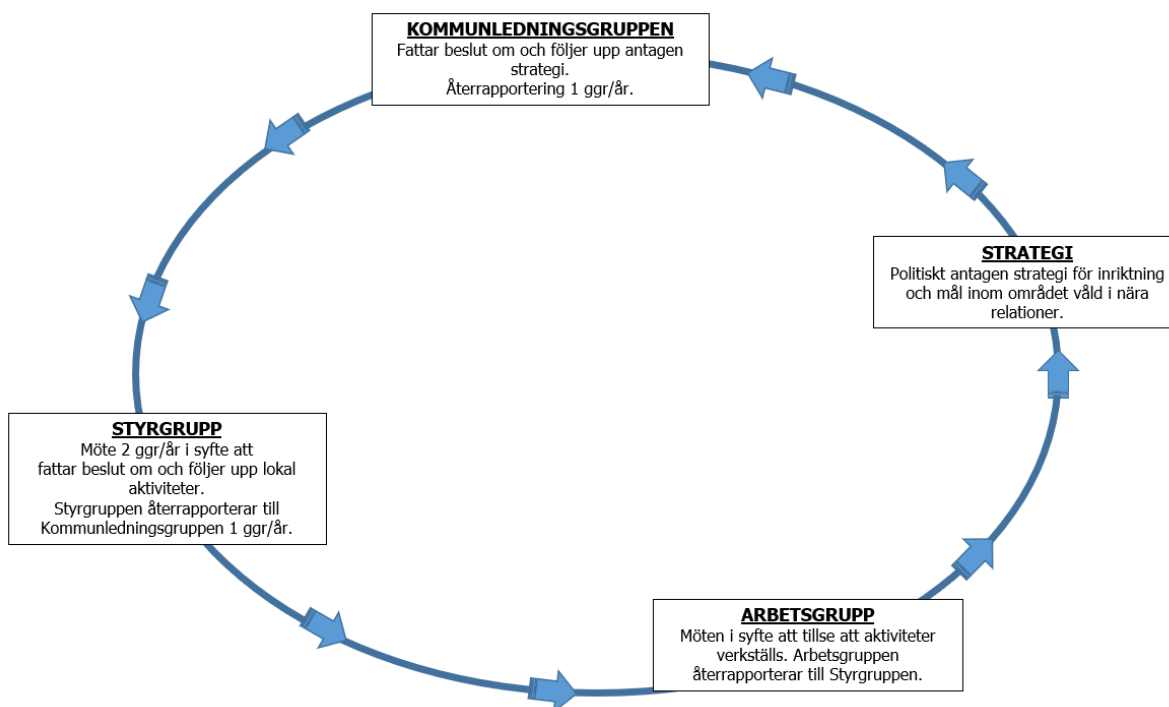 KOMMUNLEDNINGSGRUPPEN
Fattar beslut om och följer upp antagen
strategi.
Återrapportering 1 ggr/år.
STRATEGI
Politiskt antagen strategi för inriktning
och mål inom området våld i nära
relationer.
STYRGRUPP
Möte 2 ggr/år i syfte att
fattar beslut om och följer upp lokal
aktiviteter.
Styrgruppen återrapporterar till
Kommunledningsgruppen 1 ggr/år.
ARBETSGRUPP
Möten i syfte att tillse att aktiviteter
verkställs. Arbetsgruppen
återrapporterar till Styrgruppen.